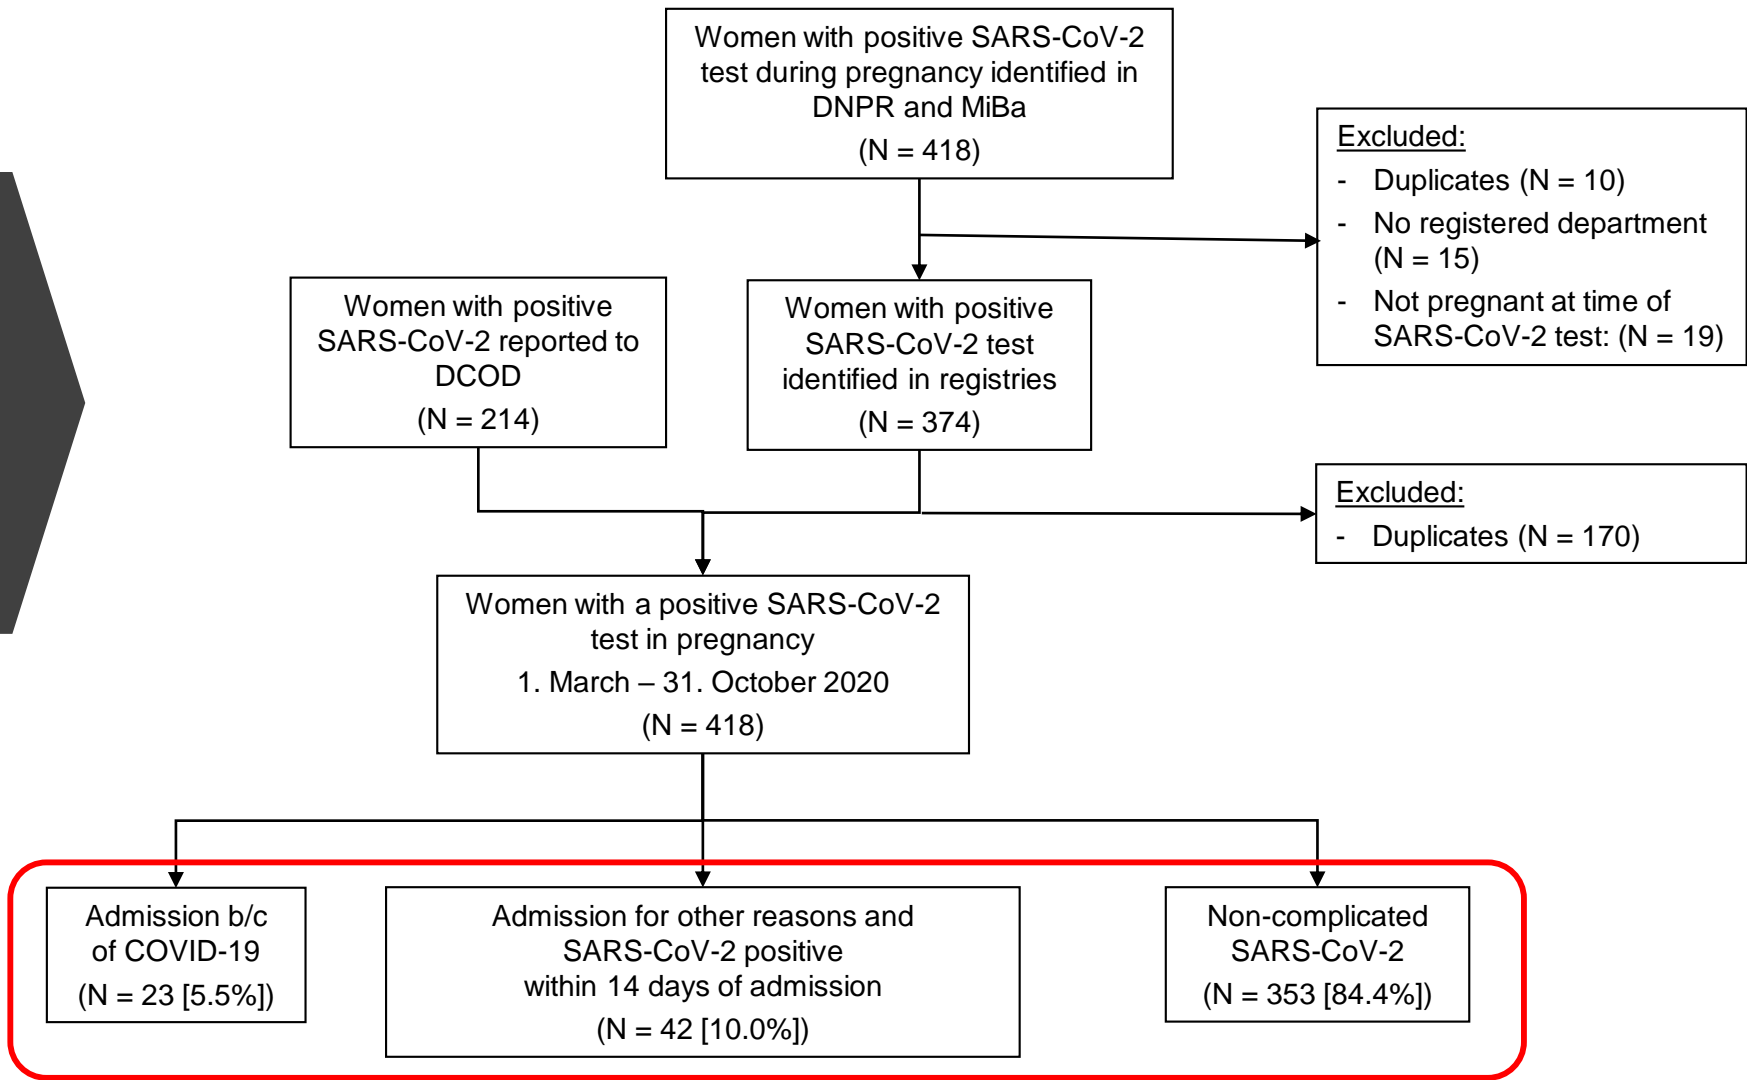 Women with positive SARS-CoV-2
test during pregnancy identified in
DNPR and MiBa
(N = 418)
Excluded:
- Duplicates (N = 10)
- No registered department
(N = 15)
- Not pregnant at time of
SARS-CoV-2 test: (N = 19)
Women with positive
SARS-CoV-2 reported to
DCOD
(N = 214)
Women with positive
SARS-CoV-2 test
identified in registries
(N = 374)
Excluded:
- Duplicates (N = 170)
Women with a positive SARS-CoV-2
test in pregnancy
1. March – 31. October 2020
(N = 418)
Admission b/c
of COVID-19
(N = 23 [5.5%])
Admission for other reasons and
SARS-CoV-2 positive
within 14 days of admission
(N = 42 [10.0%])
Non-complicated
SARS-CoV-2
(N = 353 [84.4%])